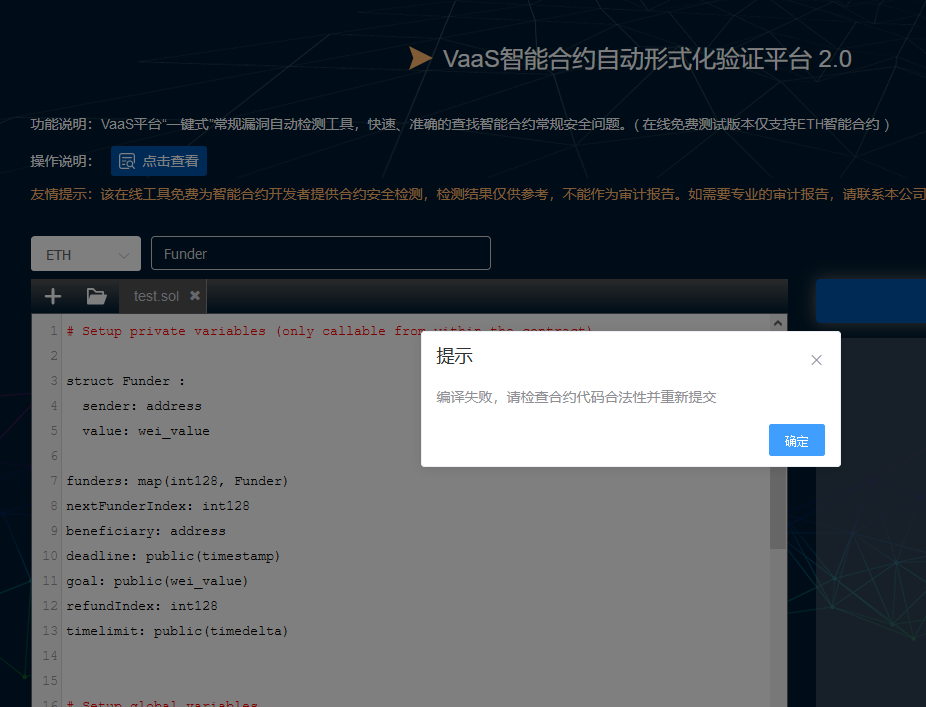 VaaS智能合约自动形式化验证平台 2.0
功能说明：VaaS平台“一键式”常规漏洞自动检测工具，快速、准确的查找智能合约常规安全问题。( 在线免费测试版本仅支持ETH智能合约 )
操作说明：
点击查看
友情提示：该在线工具免费为智能合约开发者提供合约安全检测，检测结果仅供参考，不能作为审计报告。如需要专业的审计报告，请联系本公司
ETH
Funder
test.sol
1 # Setup private variables (only callable from within the contract)
2
3 struct Funder :
4   sender: address
5   value: wei_value
6
7 funders: map(int128, Funder)
8 nextFunderIndex: int128
9 beneficiary: address
10 deadline: public(timestamp)
11 goal: public(wei_value)
12 refundIndex: int128
13 timelimit: public(timedelta)
14
15
16 # Setup global variables
提示
编译失败，请检查合约代码合法性并重新提交
确定